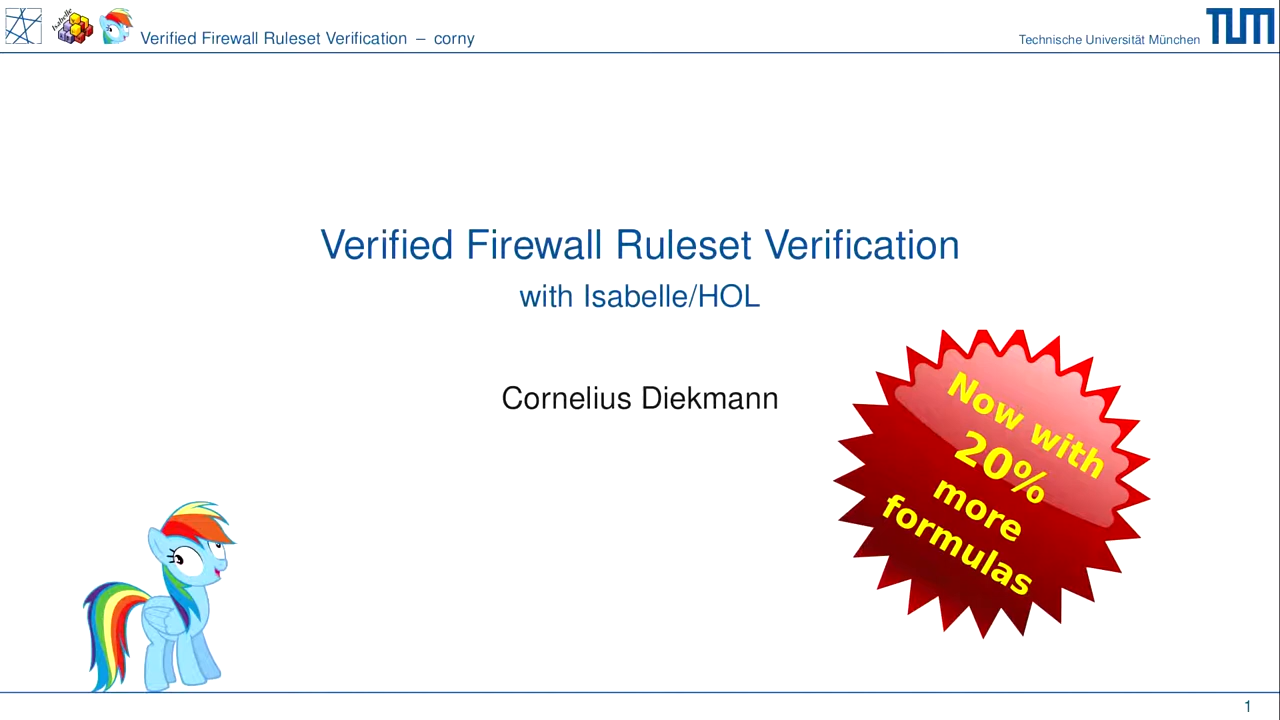 Isabelle
Verified Firewall Ruleset Verification – corny
Technische Universität München
TUM
Verified Firewall Ruleset Verification
with Isabelle/HOL
Cornelius Diekmann
Now with
20%
more
formulas
1